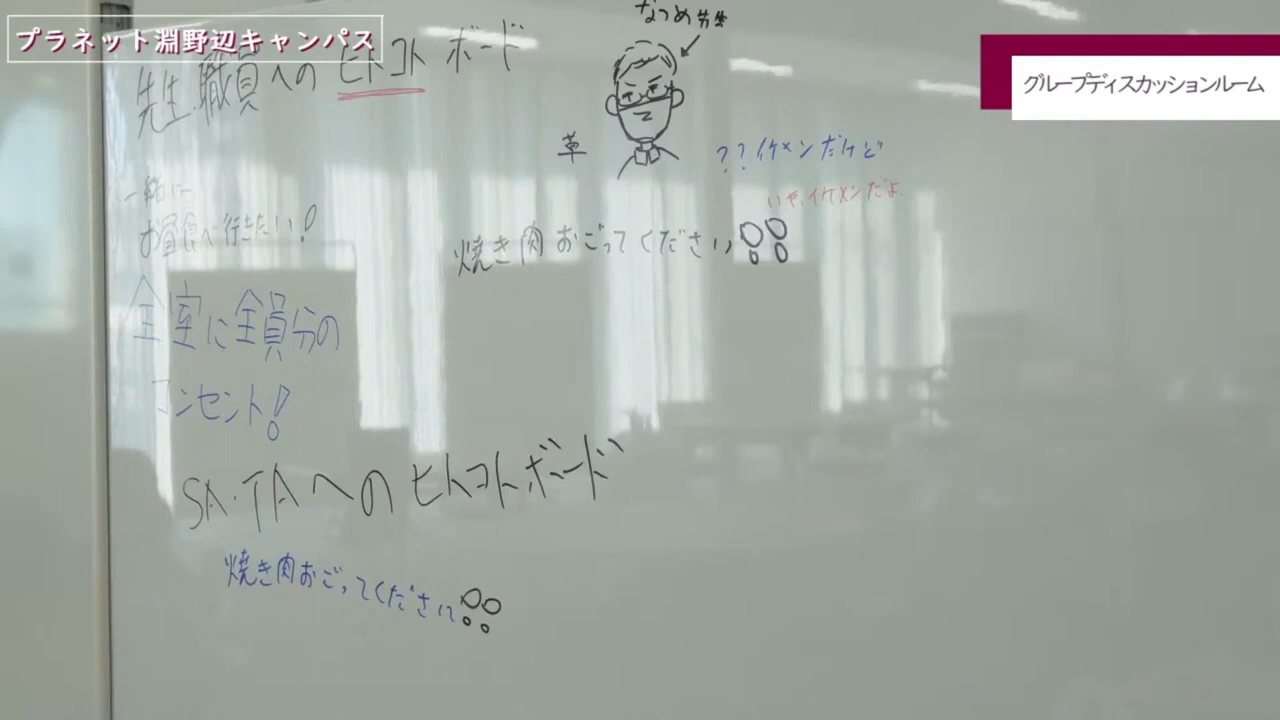 プラネット淵野辺キャンパス
グループディスカッションルーム
先生、職員への ヒトコト ボード
なつめ先生
草
??イケメンだけど
いや、イケメンだよ
一緒に
お昼食べ行きたい!
焼き肉おごってください!!
全室に全員分の
コンセント!
SA・TAへのヒトコトボード
焼き肉おごってください!!